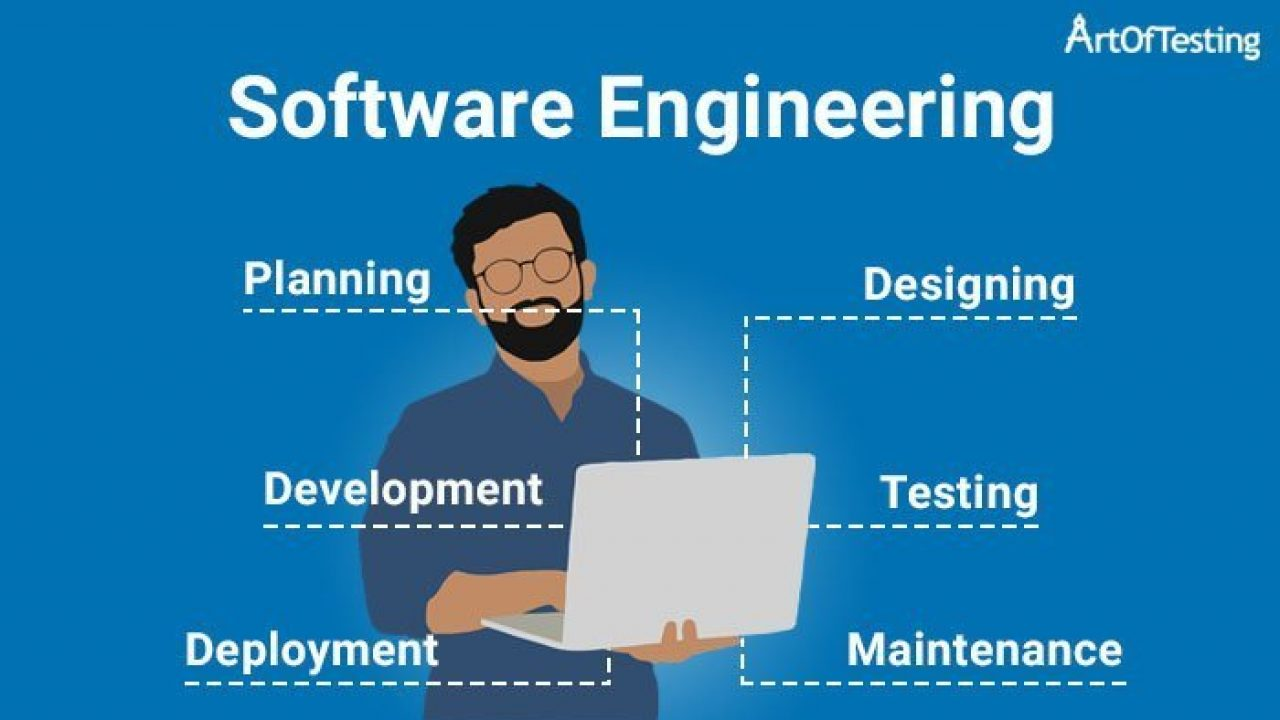 ArtOfTesting
Software Engineering
Planning
Designing
Development
Testing
Deployment
Maintenance